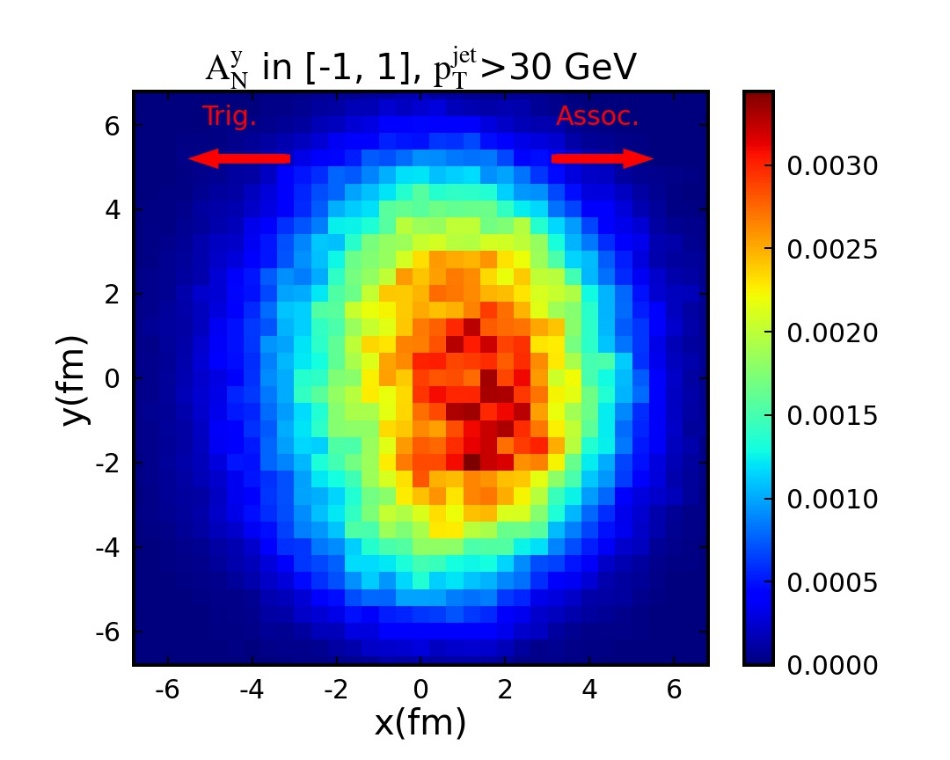 A_N^y in [-1, 1], p_T^jet>30 GeV
Trig.
Assoc.
6
4
2
0
-2
-4
-6
y(fm)
-6 -4 -2 0 2 4 6
x(fm)
0.0030
0.0025
0.0020
0.0015
0.0010
0.0005
0.0000